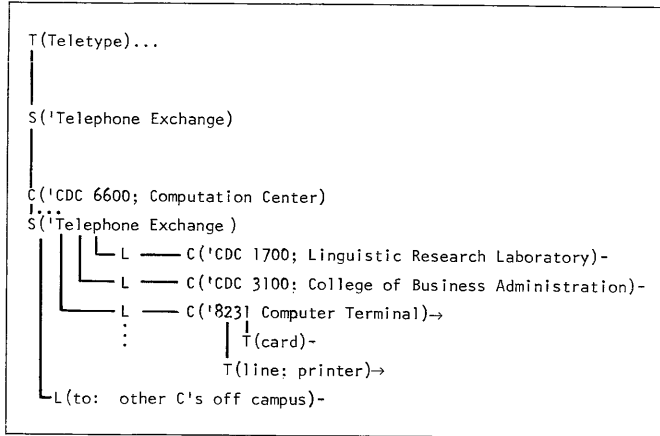 T(Teletype)...
S('Telephone Exchange)
C('CDC 6600; Computation Center)
...
S('Telephone Exchange )
L C('CDC 1700; Linguistic Research Laboratory)-
L C('CDC 3100; College of Business Administration)-
L C('8231 Computer Terminal)→
T(card)-
T(line; printer)→
L(to: other C's off campus)-